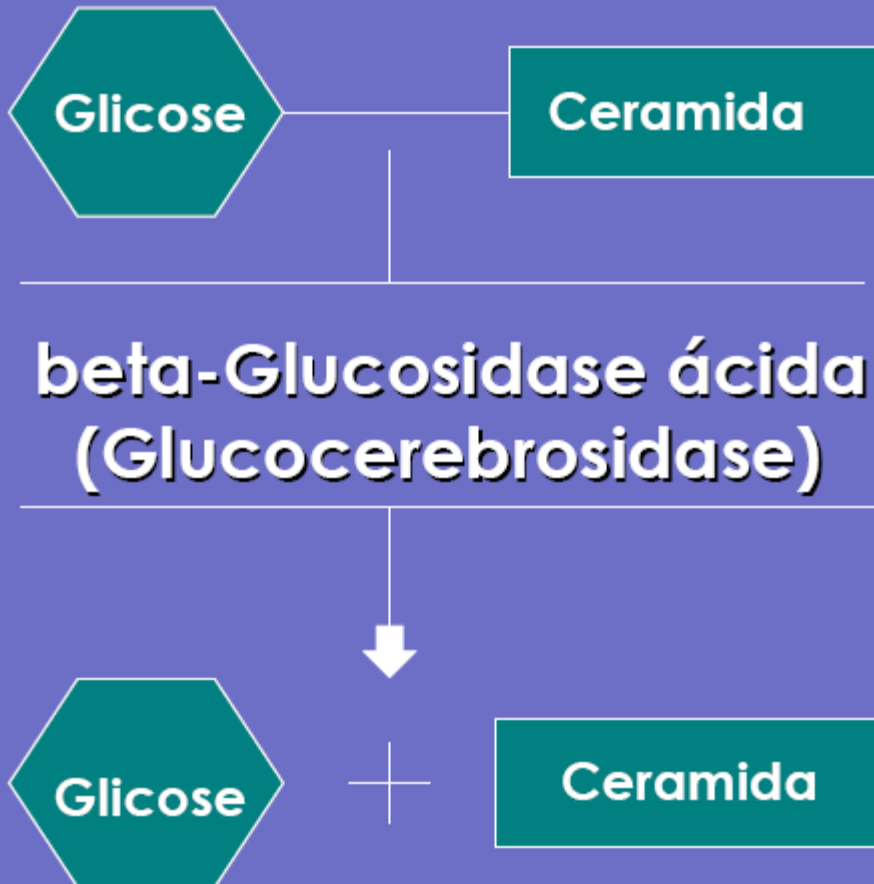 Glicose
Ceramida
beta-Glucosidase ácida
(Glucocerebrosidase)
Glicose
Ceramida